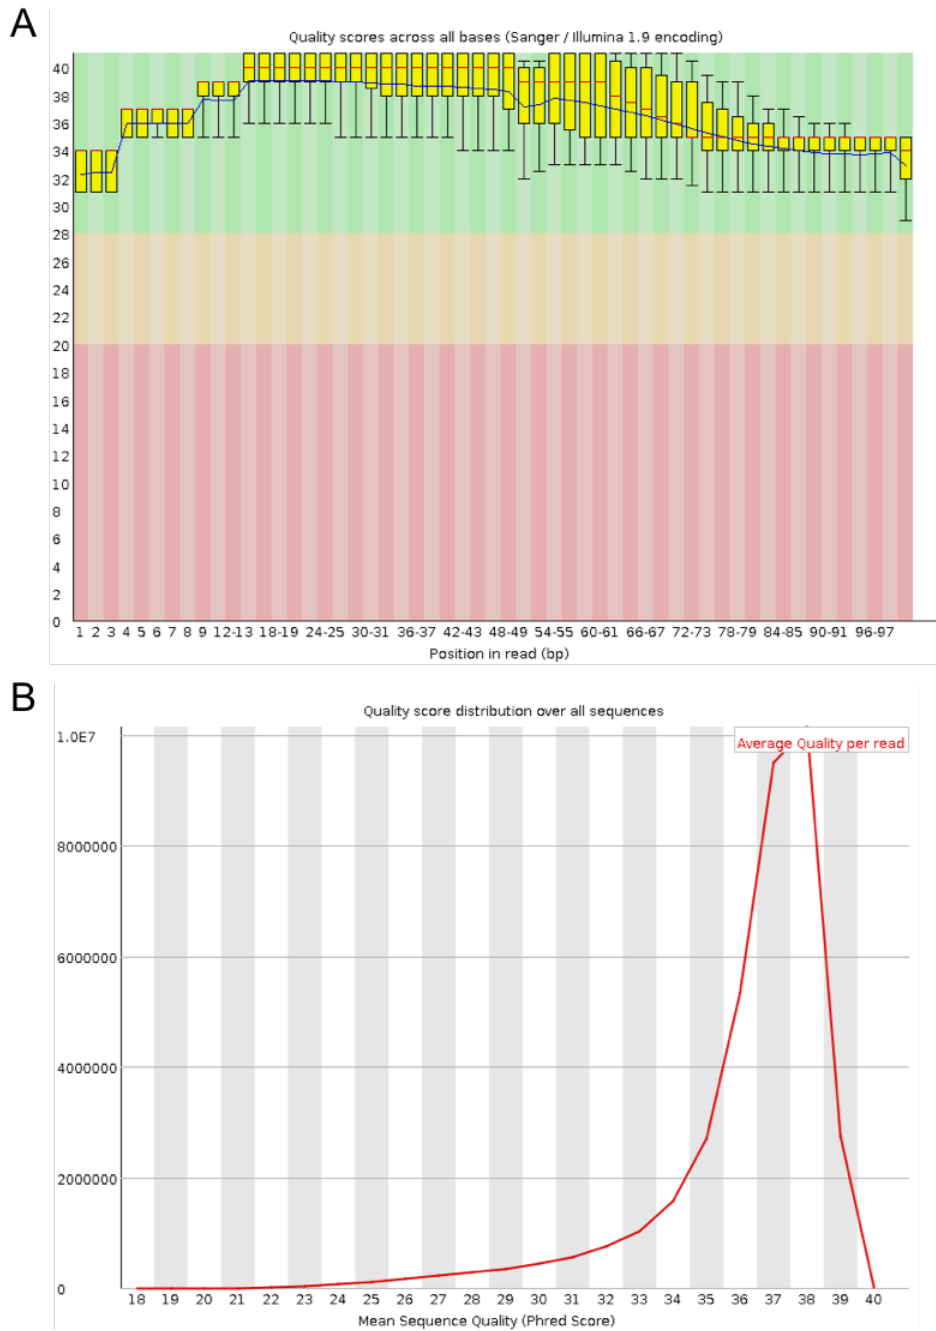 A
Quality scores across all bases (Sanger / Illumina 1.9 encoding)
40
38
36
34
32
30
28
26
24
22
20
18
16
14
12
10
8
6
4
2
0
1 2 3 4 5 6 7 8 9 12-13 18-19 24-25 30-31 36-37 42-43 48-49 54-55 60-61 66-67 72-73 78-79 84-85 90-91 96-97
Position in read (bp)
B
Quality score distribution over all sequences
1.0E7
Average Quality per read
8000000
6000000
4000000
2000000
0
18 19 20 21 22 23 24 25 26 27 28 29 30 31 32 33 34 35 36 37 38 39 40
Mean Sequence Quality (Phred Score)